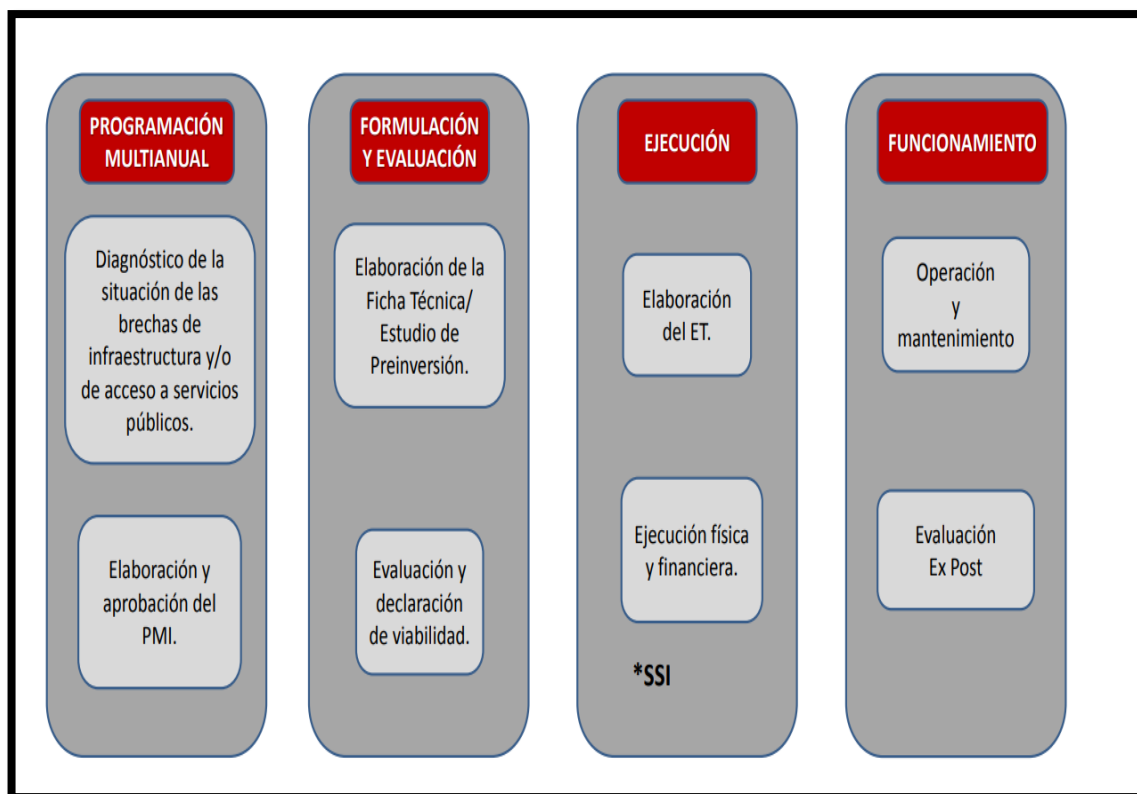 PROGRAMACIÓN
MULTIANUAL
Diagnóstico de la
situación de las
brechas de
infraestructura y/o
de acceso a servicios
públicos.
Elaboración y
aprobación del
PMI.
FORMULACIÓN
Y EVALUACIÓN
Elaboración de la
Ficha Técnica/
Estudio de
Preinversión.
Evaluación y
declaración
de viabilidad.
EJECUCIÓN
Elaboración
del ET.
Ejecución física
y financiera.
*SSI
FUNCIONAMIENTO
Operación
y
mantenimiento
Evaluación
Ex Post